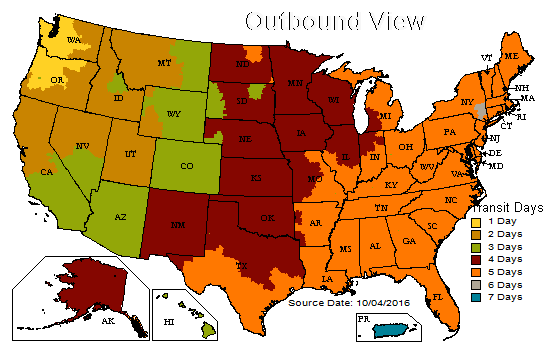 Outbound View
WA
OR
MT
ID
ND
MN
WI
SD
WY
NV
UT
CA
NE
IA
CO
KS
MO
IL
IN
MI
OH
AZ
NM
OK
TX
AR
LA
MS
AL
GA
FL
TN
KY
SC
NC
VA
WV
PA
NY
VT
ME
NH
MA
RI
CT
NJ
DE
MD
AK
HI
PR
Transit Days
1 Day
2 Days
3 Days
4 Days
5 Days
6 Days
7 Days
Source Date: 10/04/2016